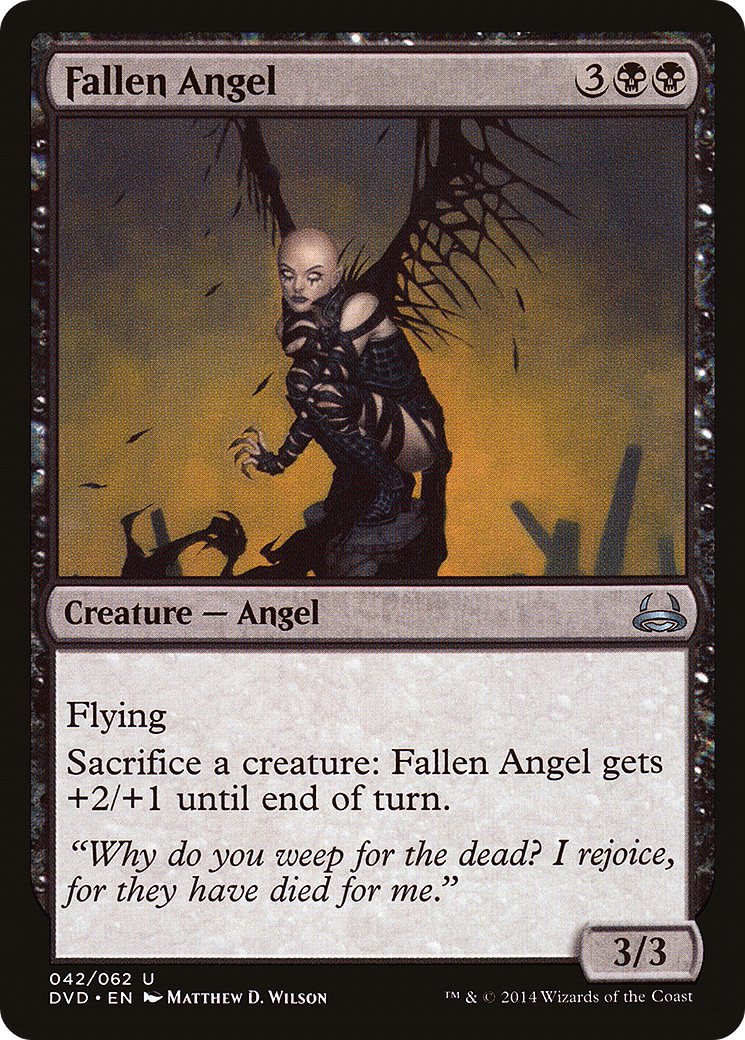 Fallen Angel 3
Creature — Angel
Flying
Sacrifice a creature: Fallen Angel gets
+2/+1 until end of turn.
“Why do you weep for the dead? I rejoice,
for they have died for me.”
3/3
042/062 U
DVD • EN Matthew D. Wilson
™ & © 2014 Wizards of the Coast